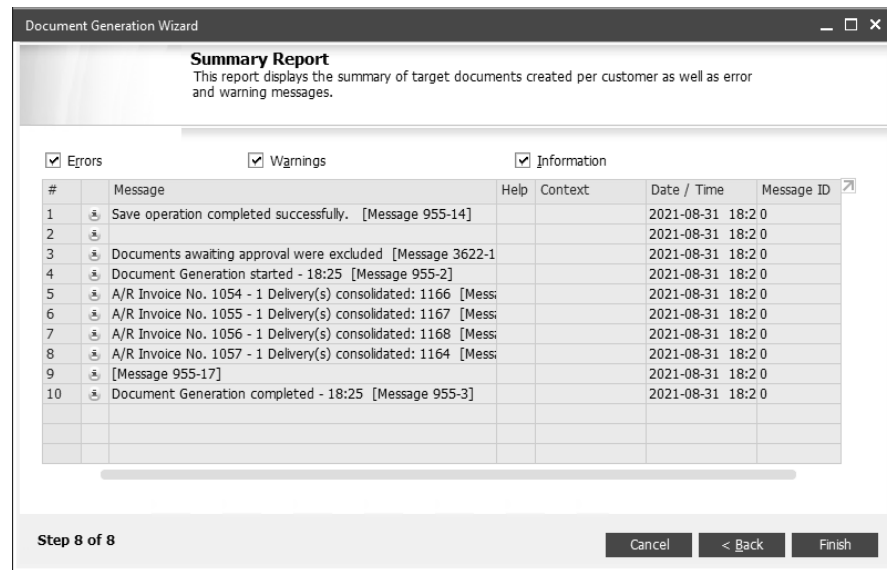 Document Generation Wizard
Summary Report
This report displays the summary of target documents created per customer as well as error
and warning messages.
Errors Warnings Information
# Message Help Context Date / Time Message ID
1 Save operation completed successfully. [Message 955-14] 2021-08-31 18:2 0
2 2021-08-31 18:2 0
3 Documents awaiting approval were excluded [Message 3622-1 2021-08-31 18:2 0
4 Document Generation started - 18:25 [Message 955-2] 2021-08-31 18:2 0
5 A/R Invoice No. 1054 - 1 Delivery(s) consolidated: 1166 [Messa 2021-08-31 18:2 0
6 A/R Invoice No. 1055 - 1 Delivery(s) consolidated: 1167 [Messa 2021-08-31 18:2 0
7 A/R Invoice No. 1056 - 1 Delivery(s) consolidated: 1168 [Messa 2021-08-31 18:2 0
8 A/R Invoice No. 1057 - 1 Delivery(s) consolidated: 1164 [Messa 2021-08-31 18:2 0
9 [Message 955-17] 2021-08-31 18:2 0
10 Document Generation completed - 18:25 [Message 955-3] 2021-08-31 18:2 0
Step 8 of 8
Cancel < Back Finish